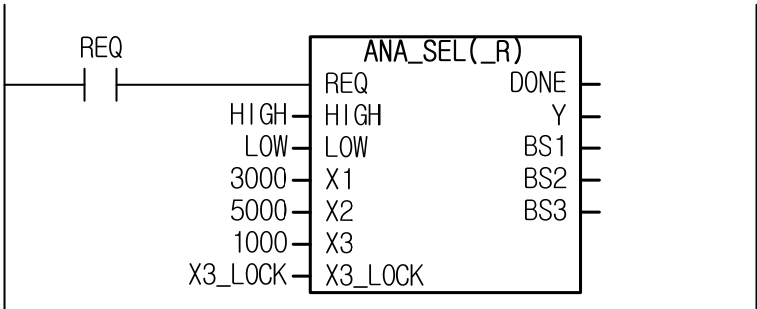 REQ
ANA_SEL(_R)
REQ DONE
HIGH HIGH Y
LOW LOW BS1
3000 X1 BS2
5000 X2 BS3
1000 X3
X3_LOCK X3_LOCK